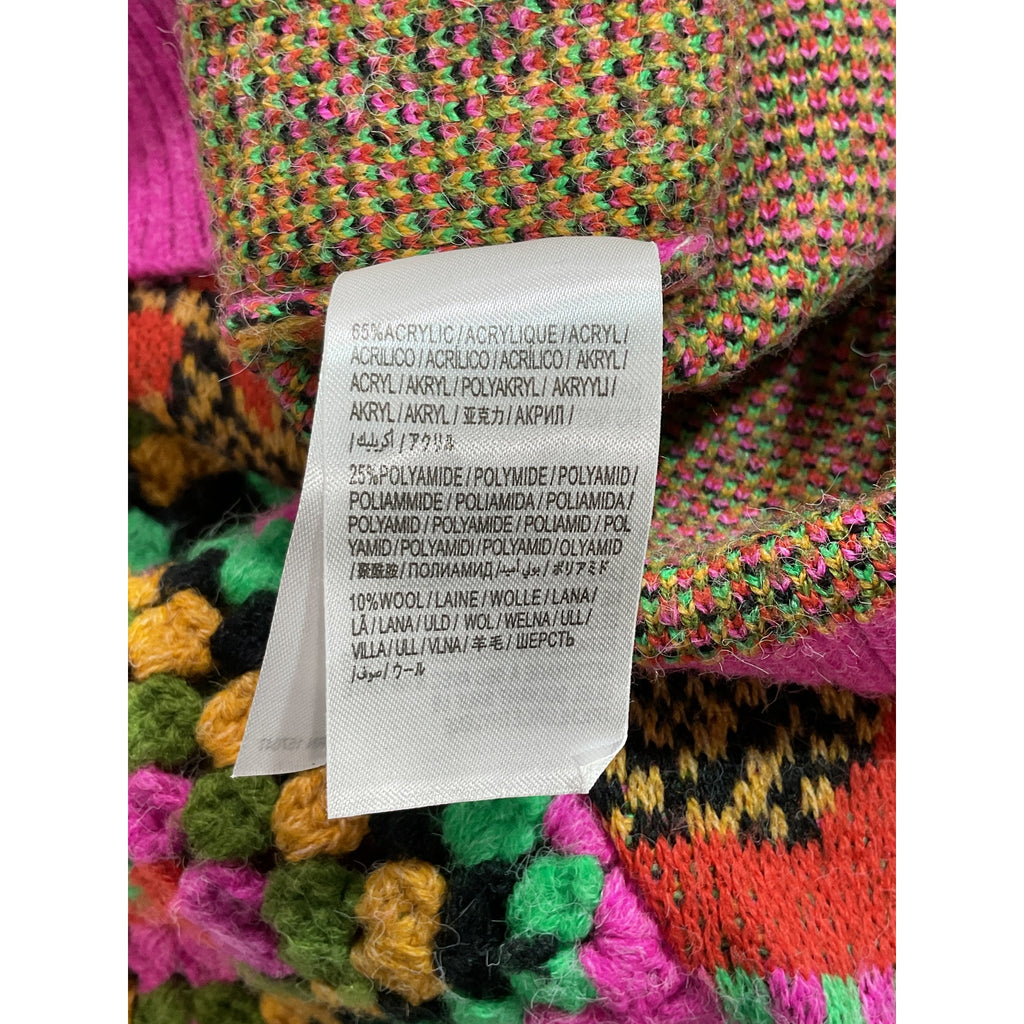 65%ACRYLIC/ACRYLIQUE/ACRYL/
ACRILICO/ACRÍLICO/ACRÍLICO/ AKRYL/
ACRYL/AKRYL/POLYAKRYL/AKRYYLI/
AKRYL/AKRYL/亚克力/АКРИЛ/
/أكريليك/アクリル
25%POLYAMIDE/POLYMIDE/POLYAMID/
POLIAMMIDE/POLIAMIDA/POLIAMIDA/
POLYAMID/POLYAMIDE/POLIAMID/POL
YAMID/POLYAMIDI/POLYAMID/OLYAMID
/聚酰胺/ПОЛИАМИД/بولي أميد/ポリアミド
10%WOOL/LAINE/WOLLE/LANA/
LÃ/LANA/ULD/WOL/WELNA/ULL/
VILLA/ULL/VLNA/羊毛/ШЕРСТЬ
/صوف/ウール